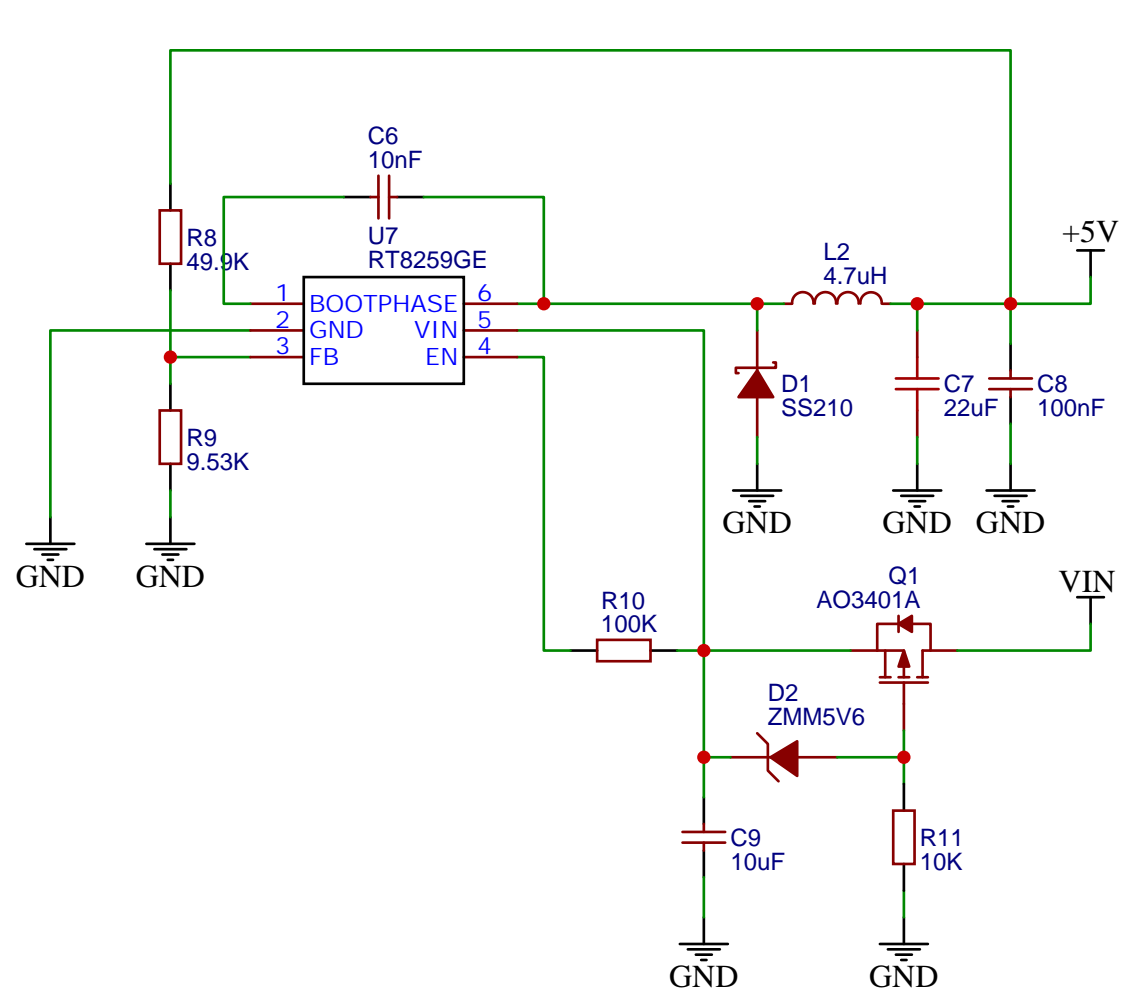 C6
10nF
U7
RT8259GE
R8
49.9K
1
BOOT
PHASE
6
2
GND
VIN
5
3
FB
EN
4
L2
4.7uH
+5V
D1
SS210
C7
22uF
C8
100nF
R9
9.53K
GND
GND
GND
GND
GND
R10
100K
Q1
AO3401A
VIN
D2
ZMM5V6
C9
10uF
R11
10K
GND
GND